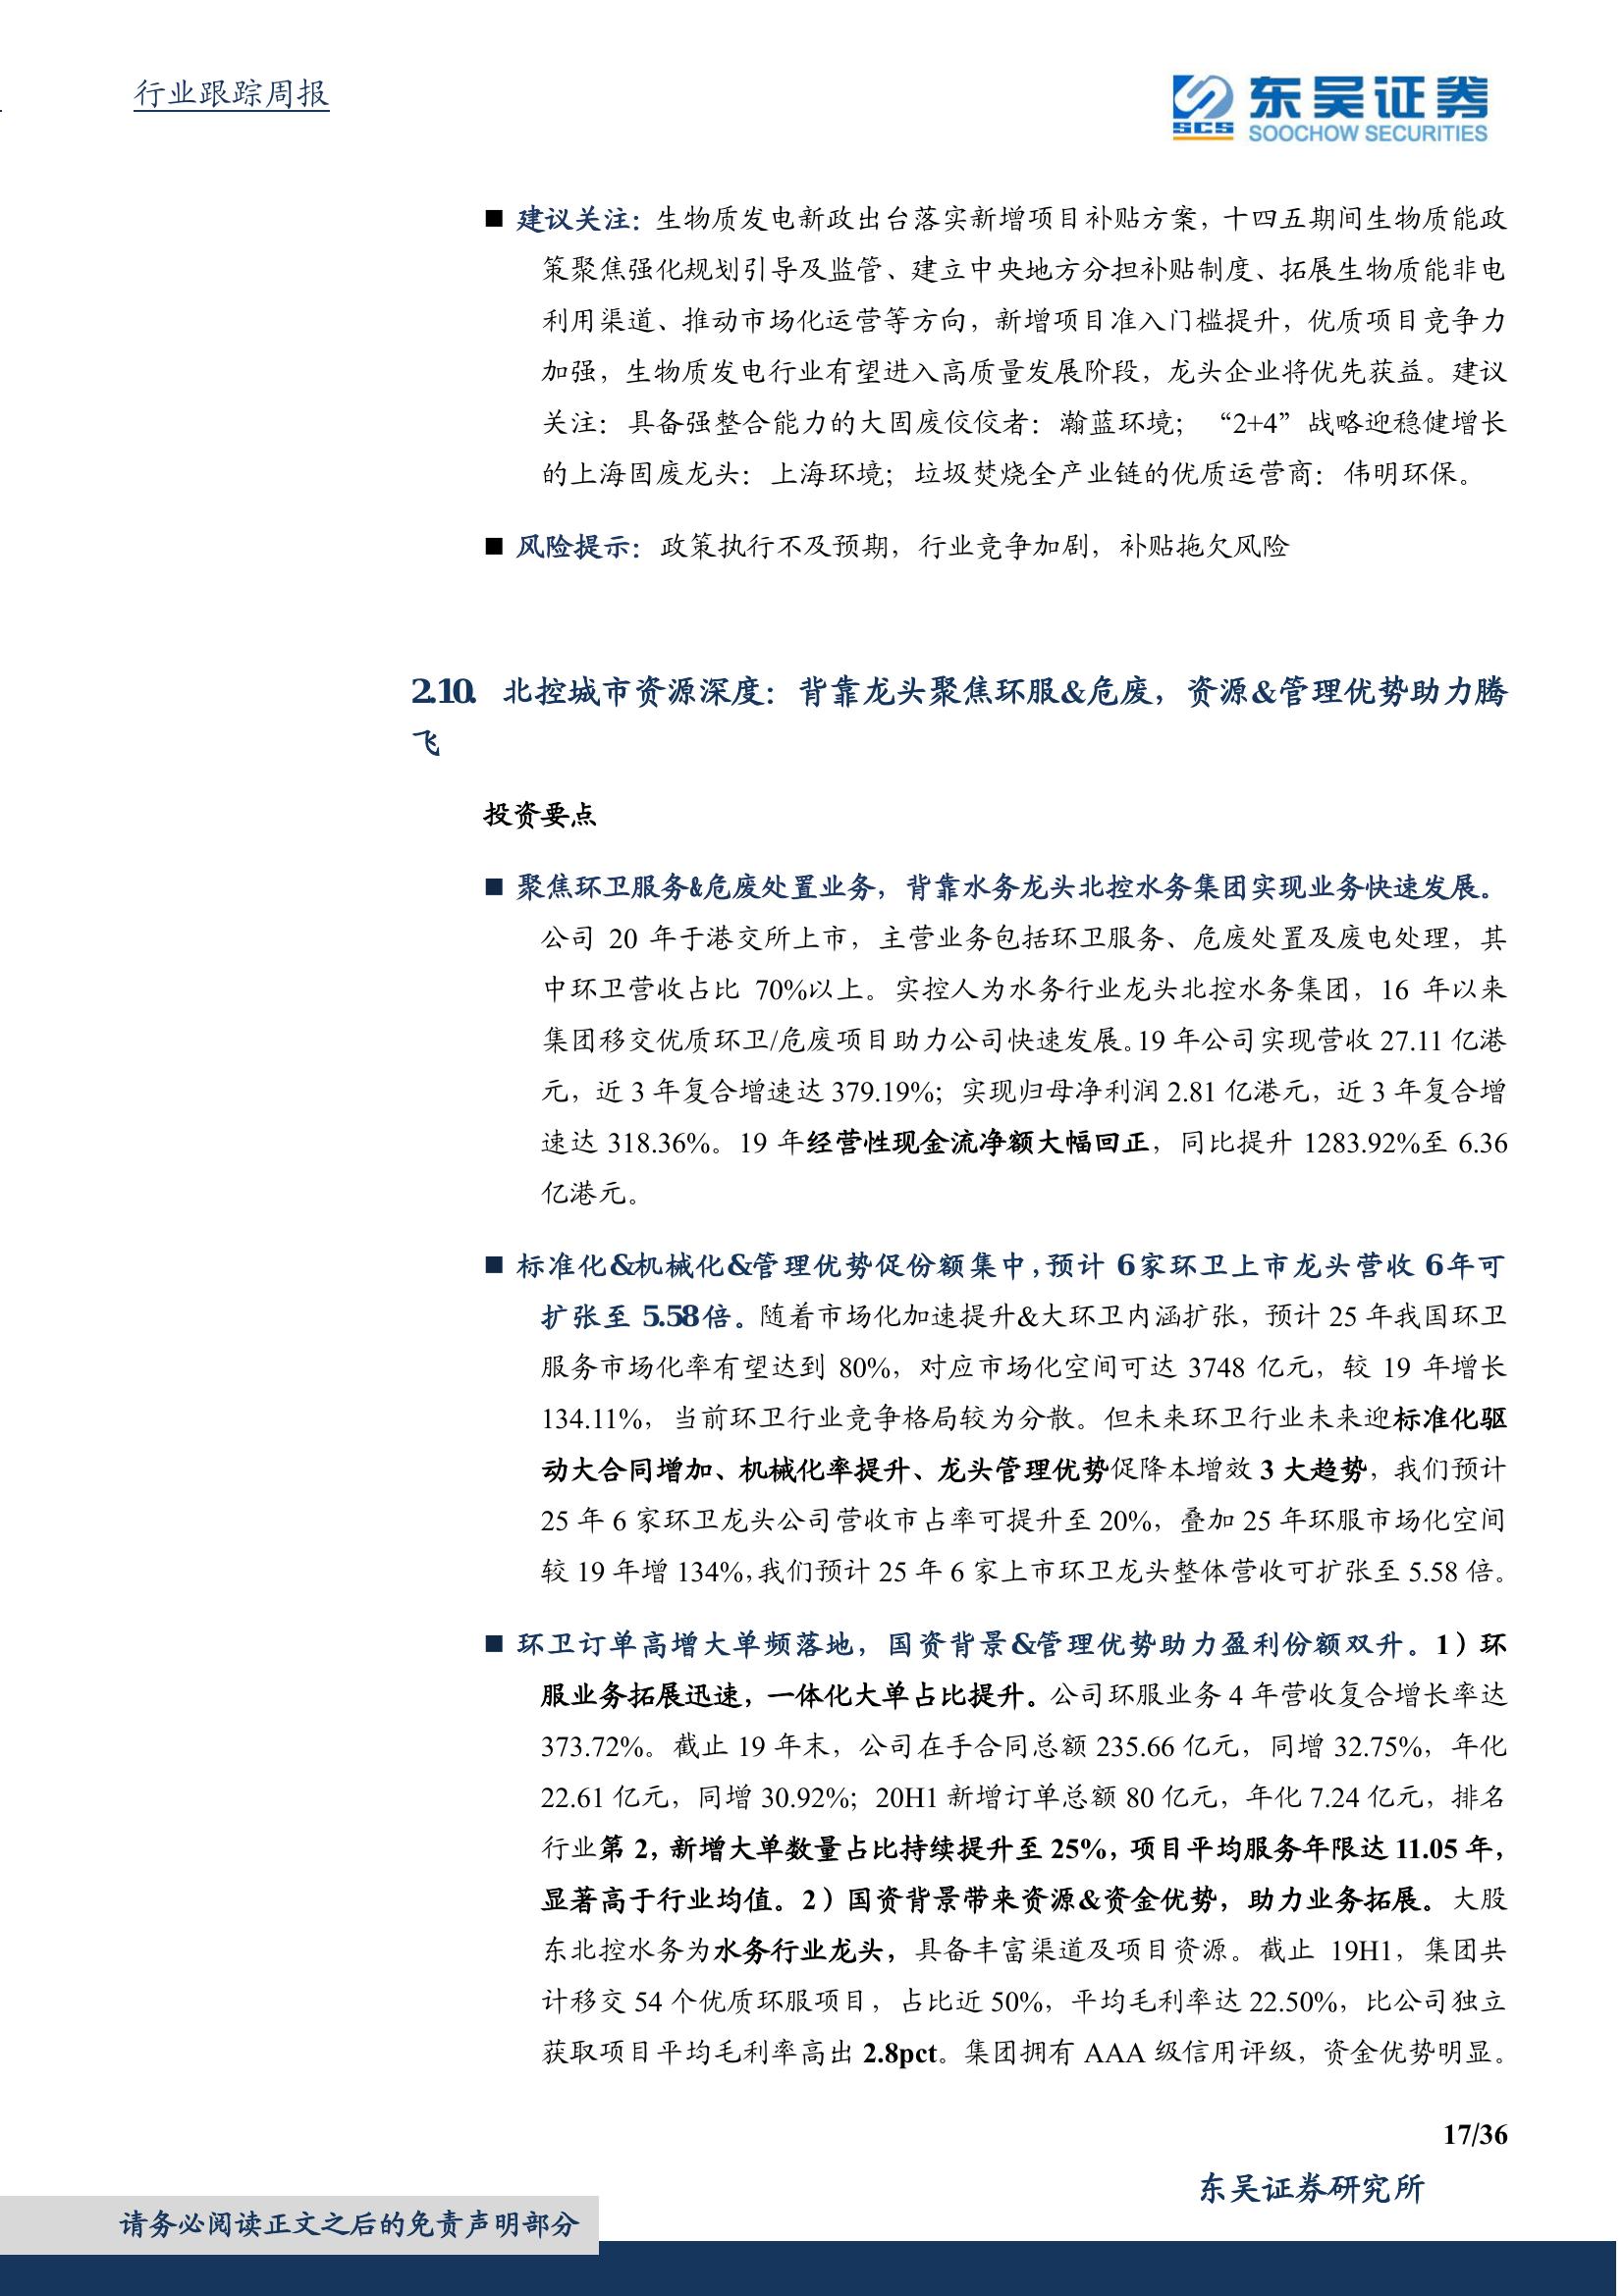 行业跟踪周报
东吴证券
SCS
SOOCHOW SECURITIES
■ 建议关注：生物质发电新政出台落实新增项目补贴方案，十四五期间生物质能政
策聚焦强化规划引导及监管、建立中央地方分担补贴制度、拓展生物质能非电
利用渠道、推动市场化运营等方向，新增项目准入门槛提升，优质项目竞争力
加强，生物质发电行业有望进入高质量发展阶段，龙头企业将优先获益。建议
关注：具备强整合能力的大固废佼佼者：瀚蓝环境；“2+4”战略迎稳健增长
的上海固废龙头：上海环境；垃圾焚烧全产业链的优质运营商：伟明环保。
■ 风险提示：政策执行不及预期，行业竞争加剧，补贴拖欠风险
2.10. 北控城市资源深度：背靠龙头聚焦环服&危废，资源&管理优势助力腾
飞
投资要点
■ 聚焦环卫服务&危废处置业务，背靠水务龙头北控水务集团实现业务快速发展。
公司 20 年于港交所上市，主营业务包括环卫服务、危废处置及废电处理，其
中环卫营收占比 70%以上。实控人为水务行业龙头北控水务集团，16 年以来
集团移交优质环卫/危废项目助力公司快速发展。19 年公司实现营收 27.11 亿港
元，近 3 年复合增速达 379.19%；实现归母净利润 2.81 亿港元，近 3 年复合增
速达 318.36%。19 年经营性现金流净额大幅回正，同比提升 1283.92%至 6.36
亿港元。
■ 标准化&机械化&管理优势促份额集中，预计 6 家环卫上市龙头营收 6 年可
扩张至 5.58 倍。随着市场化加速提升&大环卫内涵扩张，预计 25 年我国环卫
服务市场化率有望达到 80%，对应市场化空间可达 3748 亿元，较 19 年增长
134.11%，当前环卫行业竞争格局较为分散。但未来环卫行业未来迎标准化驱
动大合同增加、机械化率提升、龙头管理优势促降本增效 3 大趋势，我们预计
25 年 6 家环卫龙头公司营收市占率可提升至 20%，叠加 25 年环服市场化空间
较 19 年增 134%，我们预计 25 年 6 家上市环卫龙头整体营收可扩张至 5.58 倍。
■ 环卫订单高增大单频落地，国资背景&管理优势助力盈利份额双升。1）环
服业务拓展迅速，一体化大单占比提升。公司环服业务 4 年营收复合增长率达
373.72%。截止 19 年末，公司在手合同总额 235.66 亿元，同增 32.75%，年化
22.61 亿元，同增 30.92%；20H1 新增订单总额 80 亿元，年化 7.24 亿元，排名
行业第 2，新增大单数量占比持续提升至 25%，项目平均服务年限达 11.05 年，
显著高于行业均值。2）国资背景带来资源&资金优势，助力业务拓展。大股
东北控水务为水务行业龙头，具备丰富渠道及项目资源。截止 19H1，集团共
计移交 54 个优质环服项目，占比近 50%，平均毛利率达 22.50%，比公司独立
获取项目平均毛利率高出 2.8pct。集团拥有 AAA 级信用评级，资金优势明显。
17/36
东吴证券研究所
请务必阅读正文之后的免责声明部分